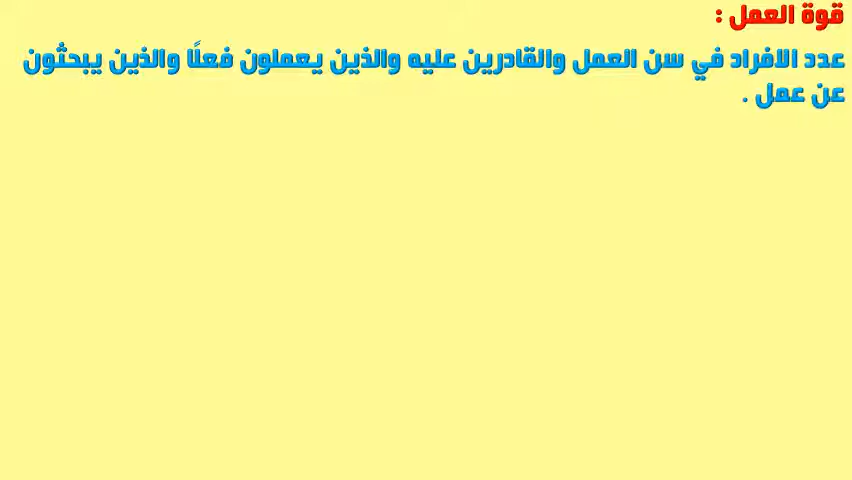 قوة العمل :
عدد الافراد في سن العمل والقادرين عليه والذين يعملون فعلًا والذين يبحثون
عن عمل .